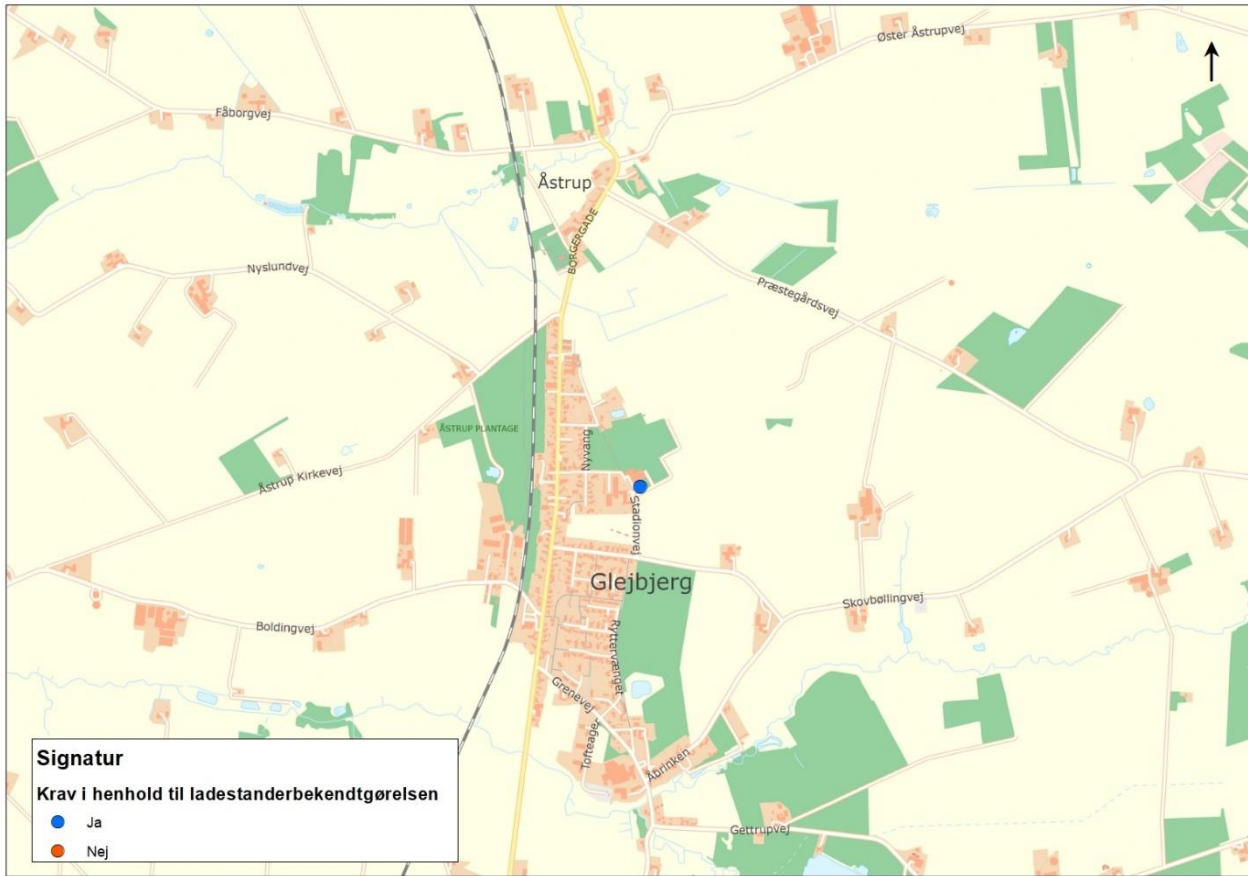 Øster Åstrupvej
Fåborgvej
Åstrup
BORGERGADE
Nyslundvej
Præstegårdsvej
ÅSTRUP PLANTAGE
Nyvang
Åstrup Kirkevej
Stadionvej
Glejbjerg
Skovbøllingvej
Boldingvej
Ryttervænget
Grenevej
Tofteager
Åbrinken
Gettrupvej
Signatur
Krav i henhold til ladestanderbekendtgørelsen
Ja
Nej